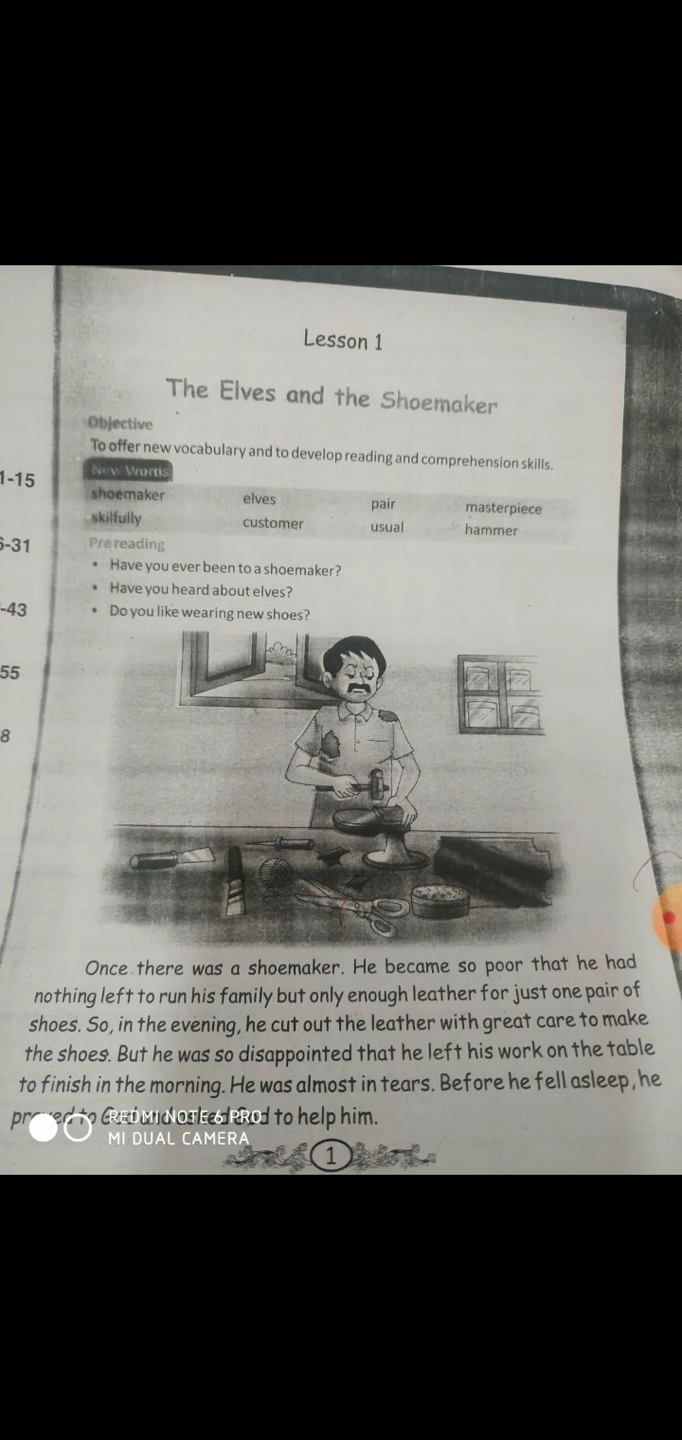 Lesson 1
The Elves and the Shoemaker
Objective
To offer new vocabulary and to develop reading and comprehension skills.
New Words
shoemaker elves pair masterpiece
skilfully customer usual hammer
Pre reading
• Have you ever been to a shoemaker?
• Have you heard about elves?
• Do you like wearing new shoes?
1-15
-31
-43
55
8
Once there was a shoemaker. He became so poor that he had
nothing left to run his family but only enough leather for just one pair of
shoes. So, in the evening, he cut out the leather with great care to make
the shoes. But he was so disappointed that he left his work on the table
to finish in the morning. He was almost in tears. Before he fell asleep, he
to help him.
REDMI NOTE 6 PRO
MI DUAL CAMERA
1